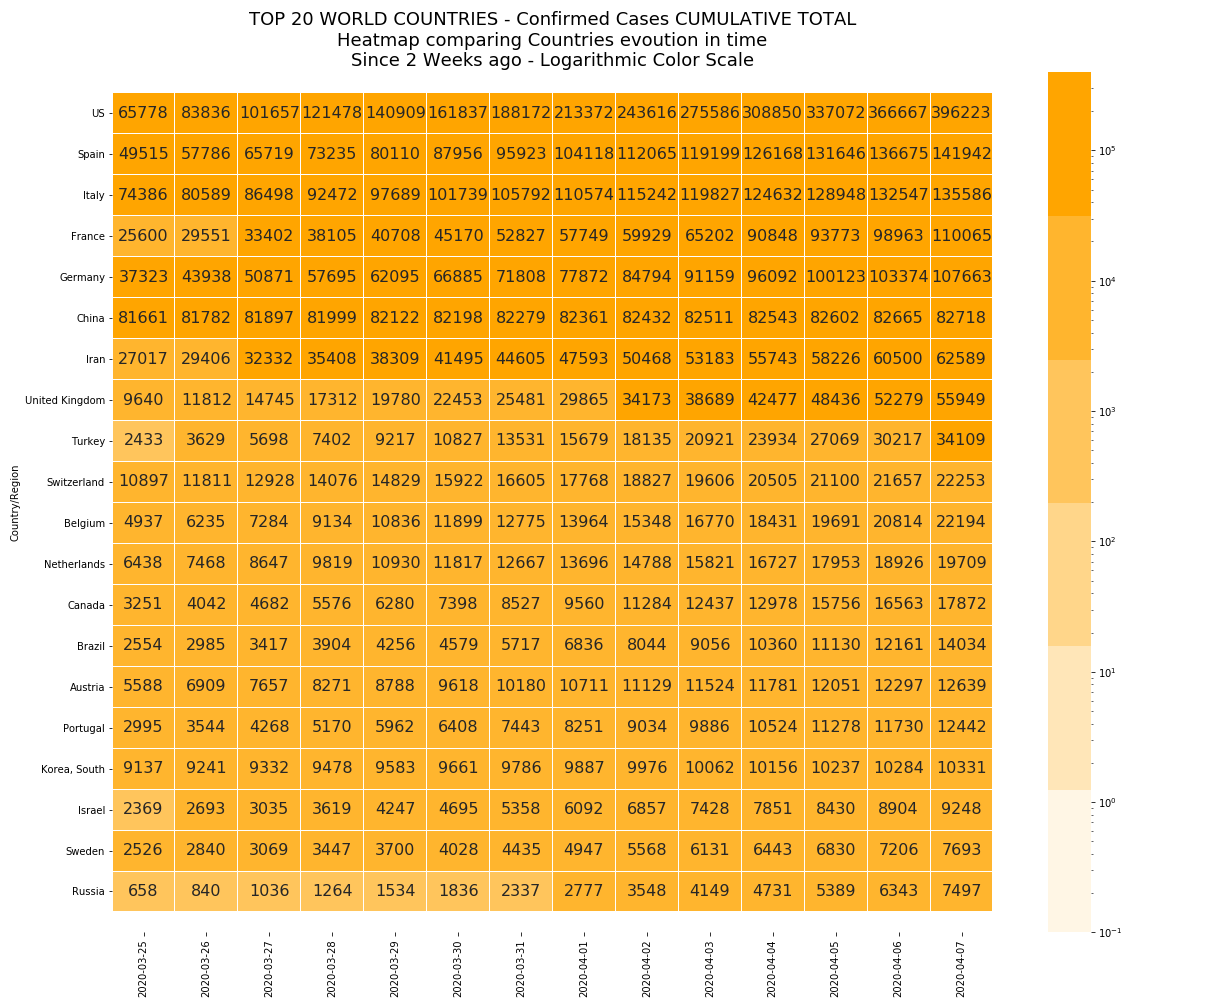 TOP 20 WORLD COUNTRIES - Confirmed Cases CUMULATIVE TOTAL
Heatmap comparing Countries evoution in time
Since 2 Weeks ago - Logarithmic Color Scale
Country/Region
US 65778 83836 101657 121478 140909 161837 188172 213372 243616 275586 308850 337072 366667 396223
Spain 49515 57786 65719 73235 80110 87956 95923 104118 112065 119199 126168 131646 136675 141942
Italy 74386 80589 86498 92472 97689 101739 105792 110574 115242 119827 124632 128948 132547 135586
France 25600 29551 33402 38105 40708 45170 52827 57749 59929 65202 90848 93773 98963 110065
Germany 37323 43938 50871 57695 62095 66885 71808 77872 84794 91159 96092 100123 103374 107663
China 81661 81782 81897 81999 82122 82198 82279 82361 82432 82511 82543 82602 82665 82718
Iran 27017 29406 32332 35408 38309 41495 44605 47593 50468 53183 55743 58226 60500 62589
United Kingdom 9640 11812 14745 17312 19780 22453 25481 29865 34173 38689 42477 48436 52279 55949
Turkey 2433 3629 5698 7402 9217 10827 13531 15679 18135 20921 23934 27069 30217 34109
Switzerland 10897 11811 12928 14076 14829 15922 16605 17768 18827 19606 20505 21100 21657 22253
Belgium 4937 6235 7284 9134 10836 11899 12775 13964 15348 16770 18431 19691 20814 22194
Netherlands 6438 7468 8647 9819 10930 11817 12667 13696 14788 15821 16727 17953 18926 19709
Canada 3251 4042 4682 5576 6280 7398 8527 9560 11284 12437 12978 15756 16563 17872
Brazil 2554 2985 3417 3904 4256 4579 5717 6836 8044 9056 10360 11130 12161 14034
Austria 5588 6909 7657 8271 8788 9618 10180 10711 11129 11524 11781 12051 12297 12639
Portugal 2995 3544 4268 5170 5962 6408 7443 8251 9034 9886 10524 11278 11730 12442
Korea, South 9137 9241 9332 9478 9583 9661 9786 9887 9976 10062 10156 10237 10284 10331
Israel 2369 2693 3035 3619 4247 4695 5358 6092 6857 7428 7851 8430 8904 9248
Sweden 2526 2840 3069 3447 3700 4028 4435 4947 5568 6131 6443 6830 7206 7693
Russia 658 840 1036 1264 1534 1836 2337 2777 3548 4149 4731 5389 6343 7497
2020-03-25 2020-03-26 2020-03-27 2020-03-28 2020-03-29 2020-03-30 2020-03-31 2020-04-01 2020-04-02 2020-04-03 2020-04-04 2020-04-05 2020-04-06 2020-04-07
10⁵
10⁴
10³
10²
10¹
10⁰
10⁻¹